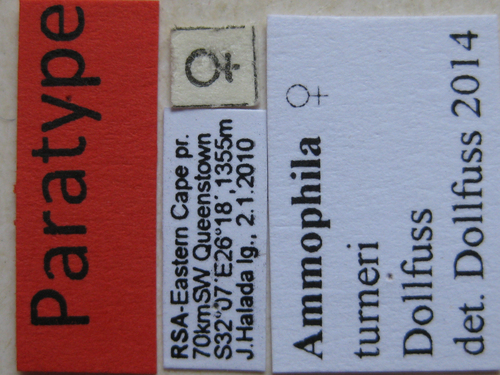 Paratype
♀
RSA-Eastern Cape pr.
70kmSW Queenstown
S32°07´E26°18´,1355m
J.Halada lg., 2.1.2010
Ammophila ♀
turneri
Dollfuss
det. Dollfuss 2014